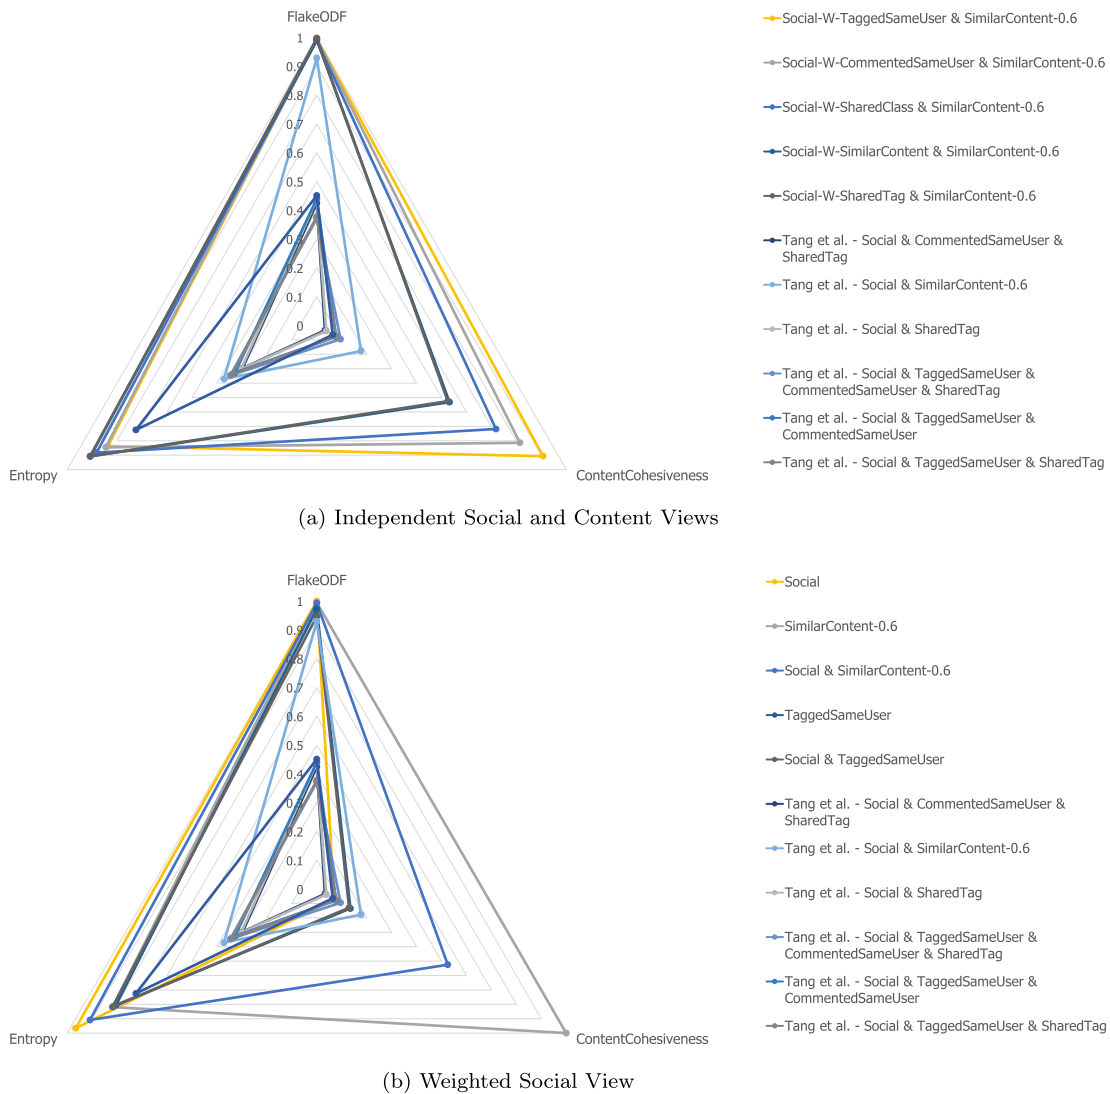 FlakeODF
1
0.9
0.8
0.7
0.6
0.5
0.4
0.3
0.2
0.1
0
Entropy
ContentCohesiveness
Social-W-TaggedSameUser & SimilarContent-0.6
Social-W-CommentedSameUser & SimilarContent-0.6
Social-W-SharedClass & SimilarContent-0.6
Social-W-SimilarContent & SimilarContent-0.6
Social-W-SharedTag & SimilarContent-0.6
Tang et al. - Social & CommentedSameUser &
SharedTag
Tang et al. - Social & SimilarContent-0.6
Tang et al. - Social & SharedTag
Tang et al. - Social & TaggedSameUser &
CommentedSameUser & SharedTag
Tang et al. - Social & TaggedSameUser &
CommentedSameUser
Tang et al. - Social & TaggedSameUser & SharedTag
(a) Independent Social and Content Views
FlakeODF
1
0.9
0.8
0.7
0.6
0.5
0.4
0.3
0.2
0.1
0
Entropy
ContentCohesiveness
Social
SimilarContent-0.6
Social & SimilarContent-0.6
TaggedSameUser
Social & TaggedSameUser
Tang et al. - Social & CommentedSameUser &
SharedTag
Tang et al. - Social & SimilarContent-0.6
Tang et al. - Social & SharedTag
Tang et al. - Social & TaggedSameUser &
CommentedSameUser & SharedTag
Tang et al. - Social & TaggedSameUser &
CommentedSameUser
Tang et al. - Social & TaggedSameUser & SharedTag
(b) Weighted Social View